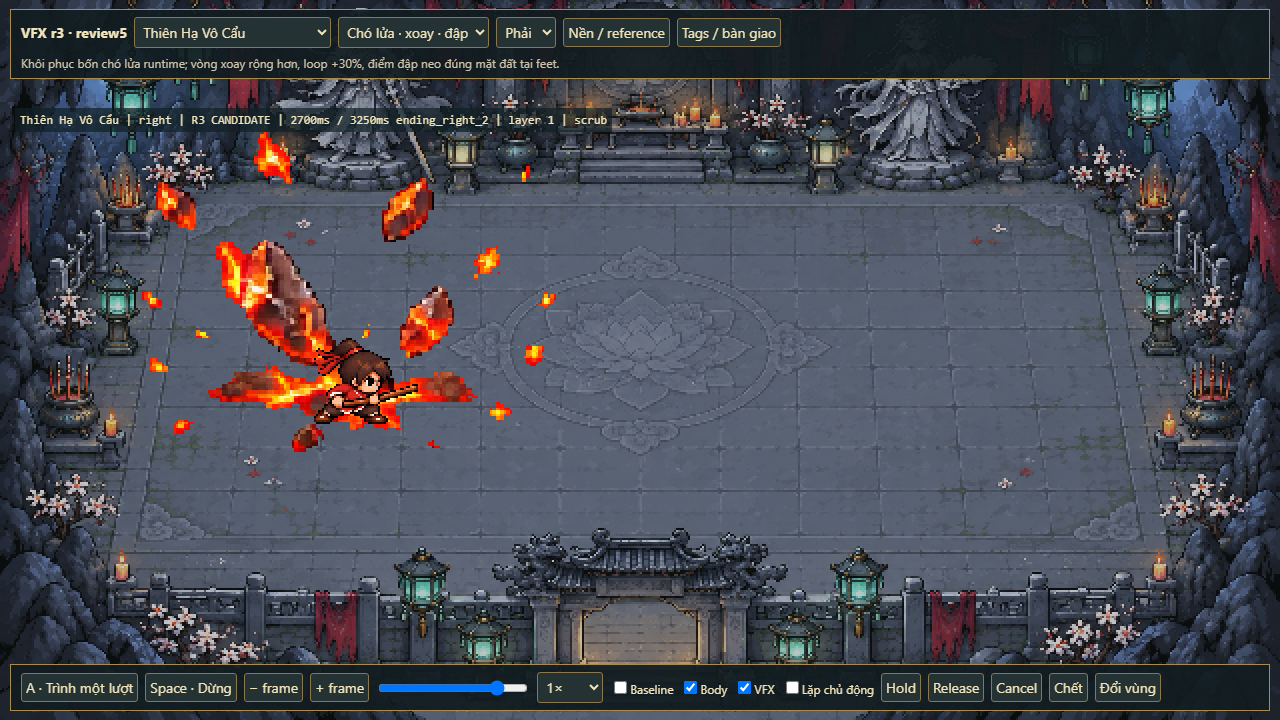 VFX r3 · review5 Thiên Hạ Vô Cẩu Chó lửa · xoay · đập Phải Nền / reference Tags / bàn giao
Khôi phục bốn chó lửa runtime; vòng xoay rộng hơn, loop +30%, điểm đập neo đúng mặt đất tại feet.
Thiên Hạ Vô Cẩu | right | R3 CANDIDATE | 2700ms / 3250ms ending_right_2 | layer 1 | scrub
A · Trình một lượt Space · Dừng − frame + frame 1× Baseline Body VFX Lặp chủ động Hold Release Cancel Chết Đổi vùng